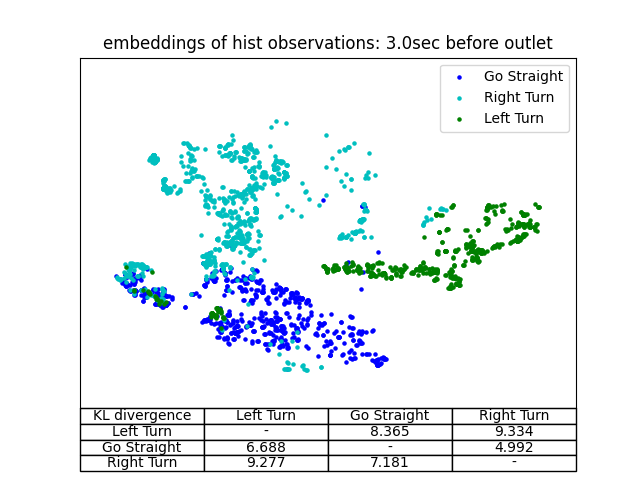 embeddings of hist observations: 3.0sec before outlet
Go Straight
Right Turn
Left Turn
KL divergence Left Turn Go Straight Right Turn
Left Turn - 8.365 9.334
Go Straight 6.688 - 4.992
Right Turn 9.277 7.181 -